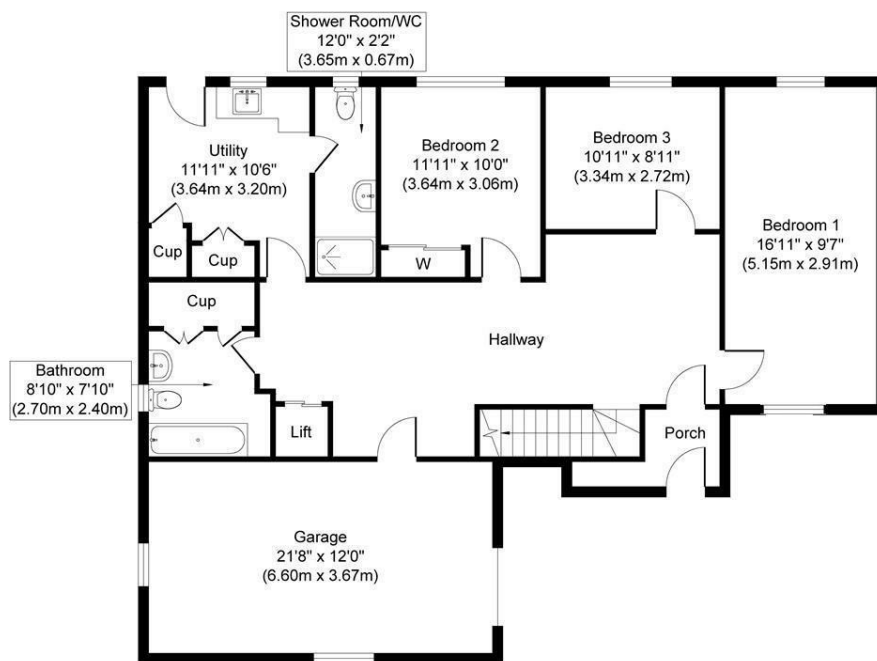 Shower Room/WC
12'0" x 2'2"
(3.65m x 0.67m)
Utility
11'11" x 10'6"
(3.64m x 3.20m)
Bedroom 2
11'11" x 10'0"
(3.64m x 3.06m)
Bedroom 3
10'11" x 8'11"
(3.34m x 2.72m)
Bedroom 1
16'11" x 9'7"
(5.15m x 2.91m)
Cup
Cup
W
Cup
Hallway
Bathroom
8'10" x 7'10"
(2.70m x 2.40m)
Lift
Porch
Garage
21'8" x 12'0"
(6.60m x 3.67m)